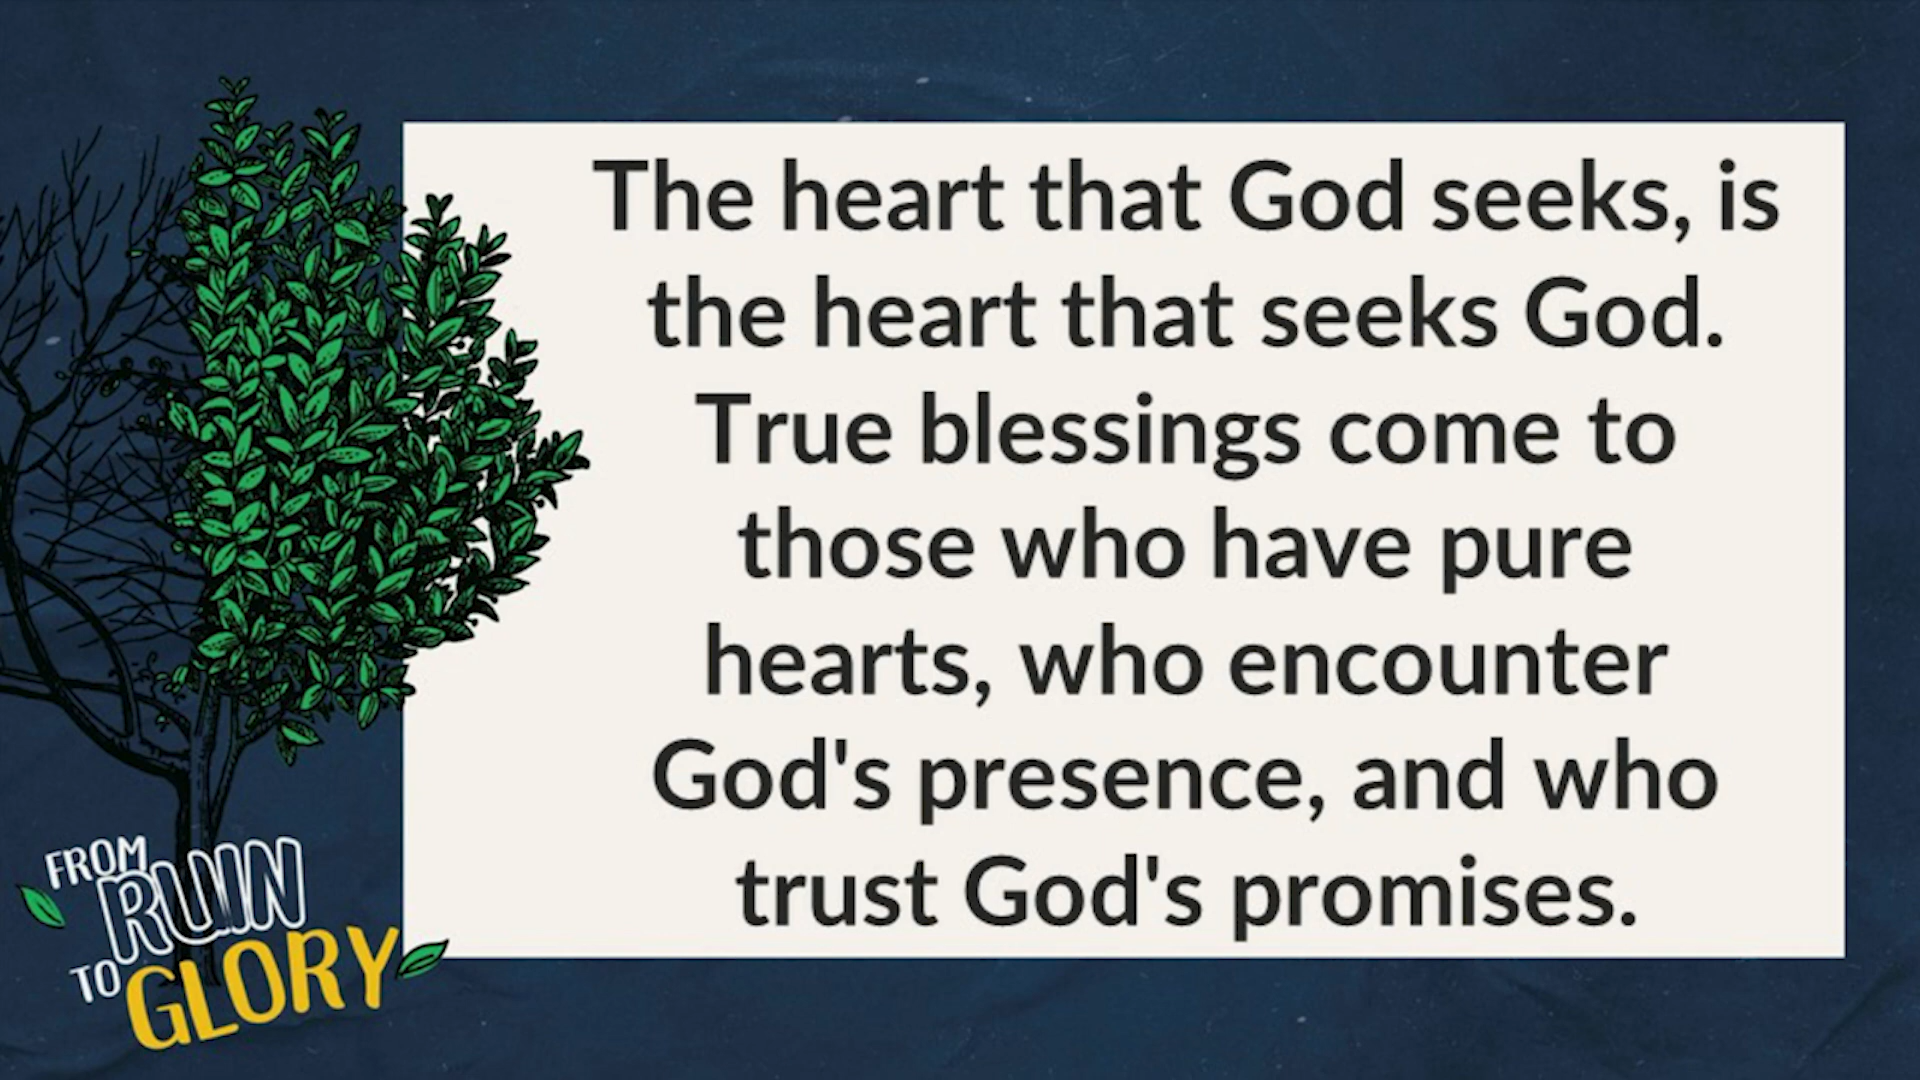 The heart that God seeks, is
the heart that seeks God.
True blessings come to
those who have pure
hearts, who encounter
God's presence, and who
trust God's promises.
FROM
RUIN
TO
GLORY